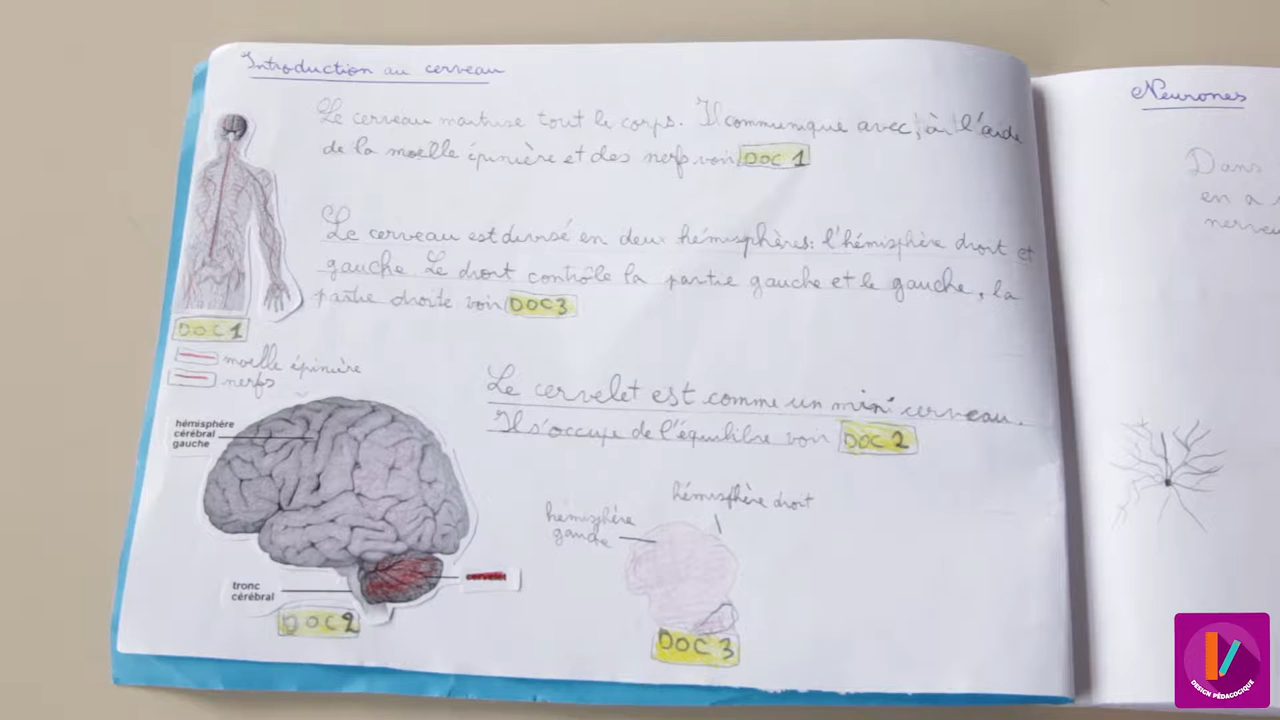 Introduction au cerveau
Le cerveau maîtrise tout le corps. Il communique avec, à l'aide
de la moelle épinière et des nerfs voir DOC 1
Le cerveau est divisé en deux hémisphères: l'hémisphère droit et
gauche. Le droit contrôle la partie gauche et le gauche, la
partie droite voir DOC3
DOC 1
moelle épinière
nerfs
Le cervelet est comme un mini cerveau.
Il s'occupe de l'équilibre voir DOC 2
hémisphère
cérébral
gauche
cervelet
tronc
cérébral
DOC 2
hémisphère droit
hémisphère
gauche
DOC 3
Neurones
Dans
en a
nerveu
DESIGN PÉDAGOGIQUE